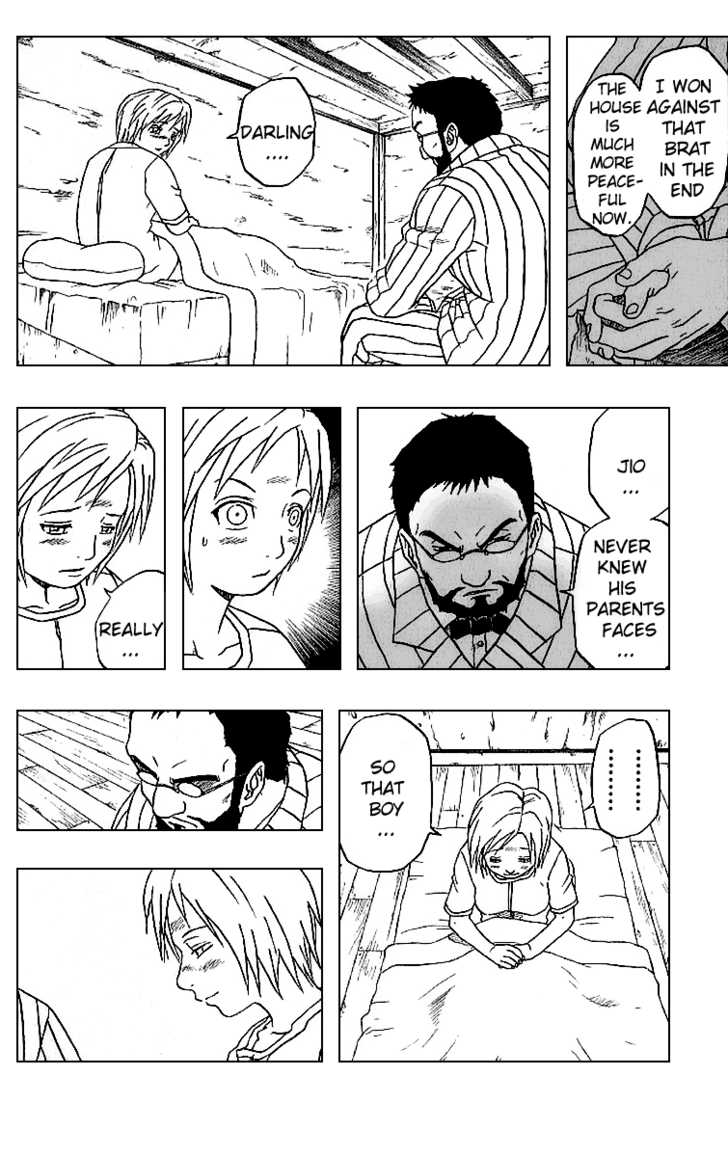 I WON
AGAINST
THAT
BRAT
IN THE
END
THE
HOUSE
IS
MUCH
MORE
PEACE-
FUL
NOW.
DARLING
....
JIO
...
NEVER
KNEW
HIS
PARENTS
FACES
...
REALLY
...
.........
SO
THAT
BOY
...